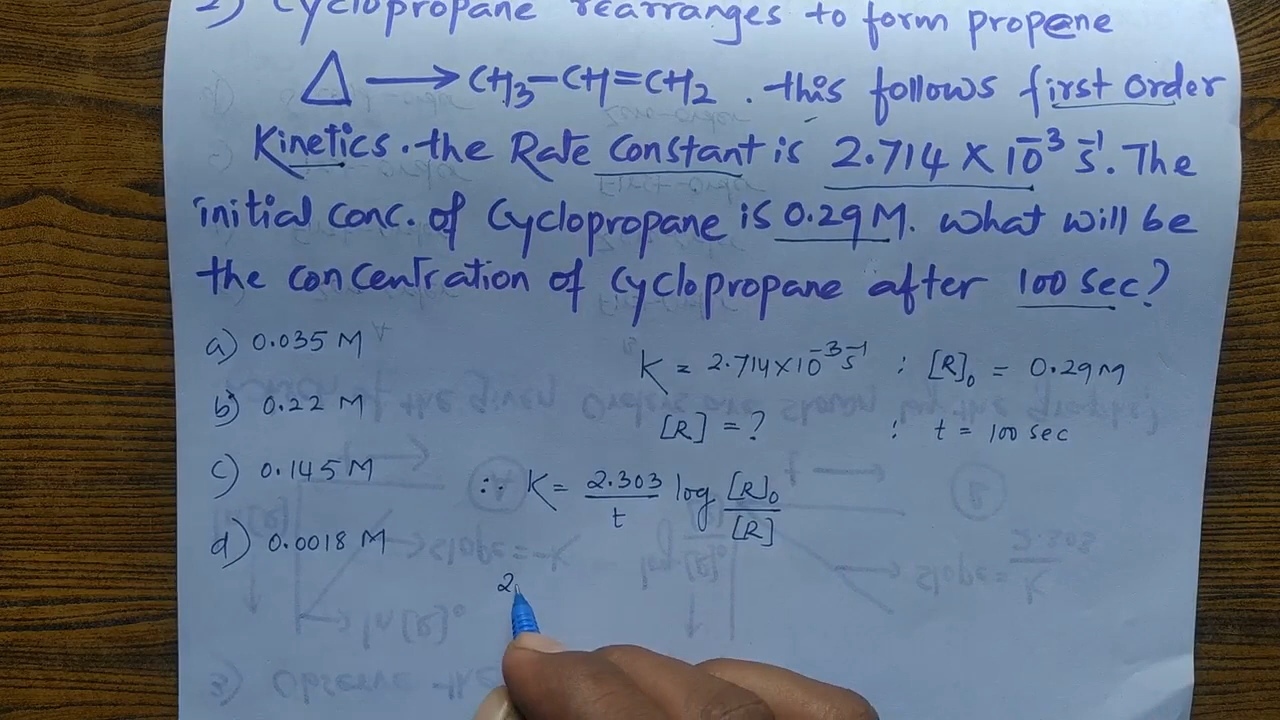 2) Cyclopropane rearranges to form propene
△ ⟶ CH₃–CH=CH₂ . this follows first order
Kinetics. the Rate constant is 2.714 X 10⁻³ s⁻¹. The
initial conc. of Cyclopropane is 0.29 M. what will be
the concentration of Cyclopropane after 100 sec?
a) 0.035 M
b) 0.22 M
c) 0.145 M
d) 0.0018 M
K = 2.714 X 10⁻³ s⁻¹ : [R]₀ = 0.29 M
[R] = ? : t = 100 sec
∴ K = 2.303/t log [R]₀/[R]
2.